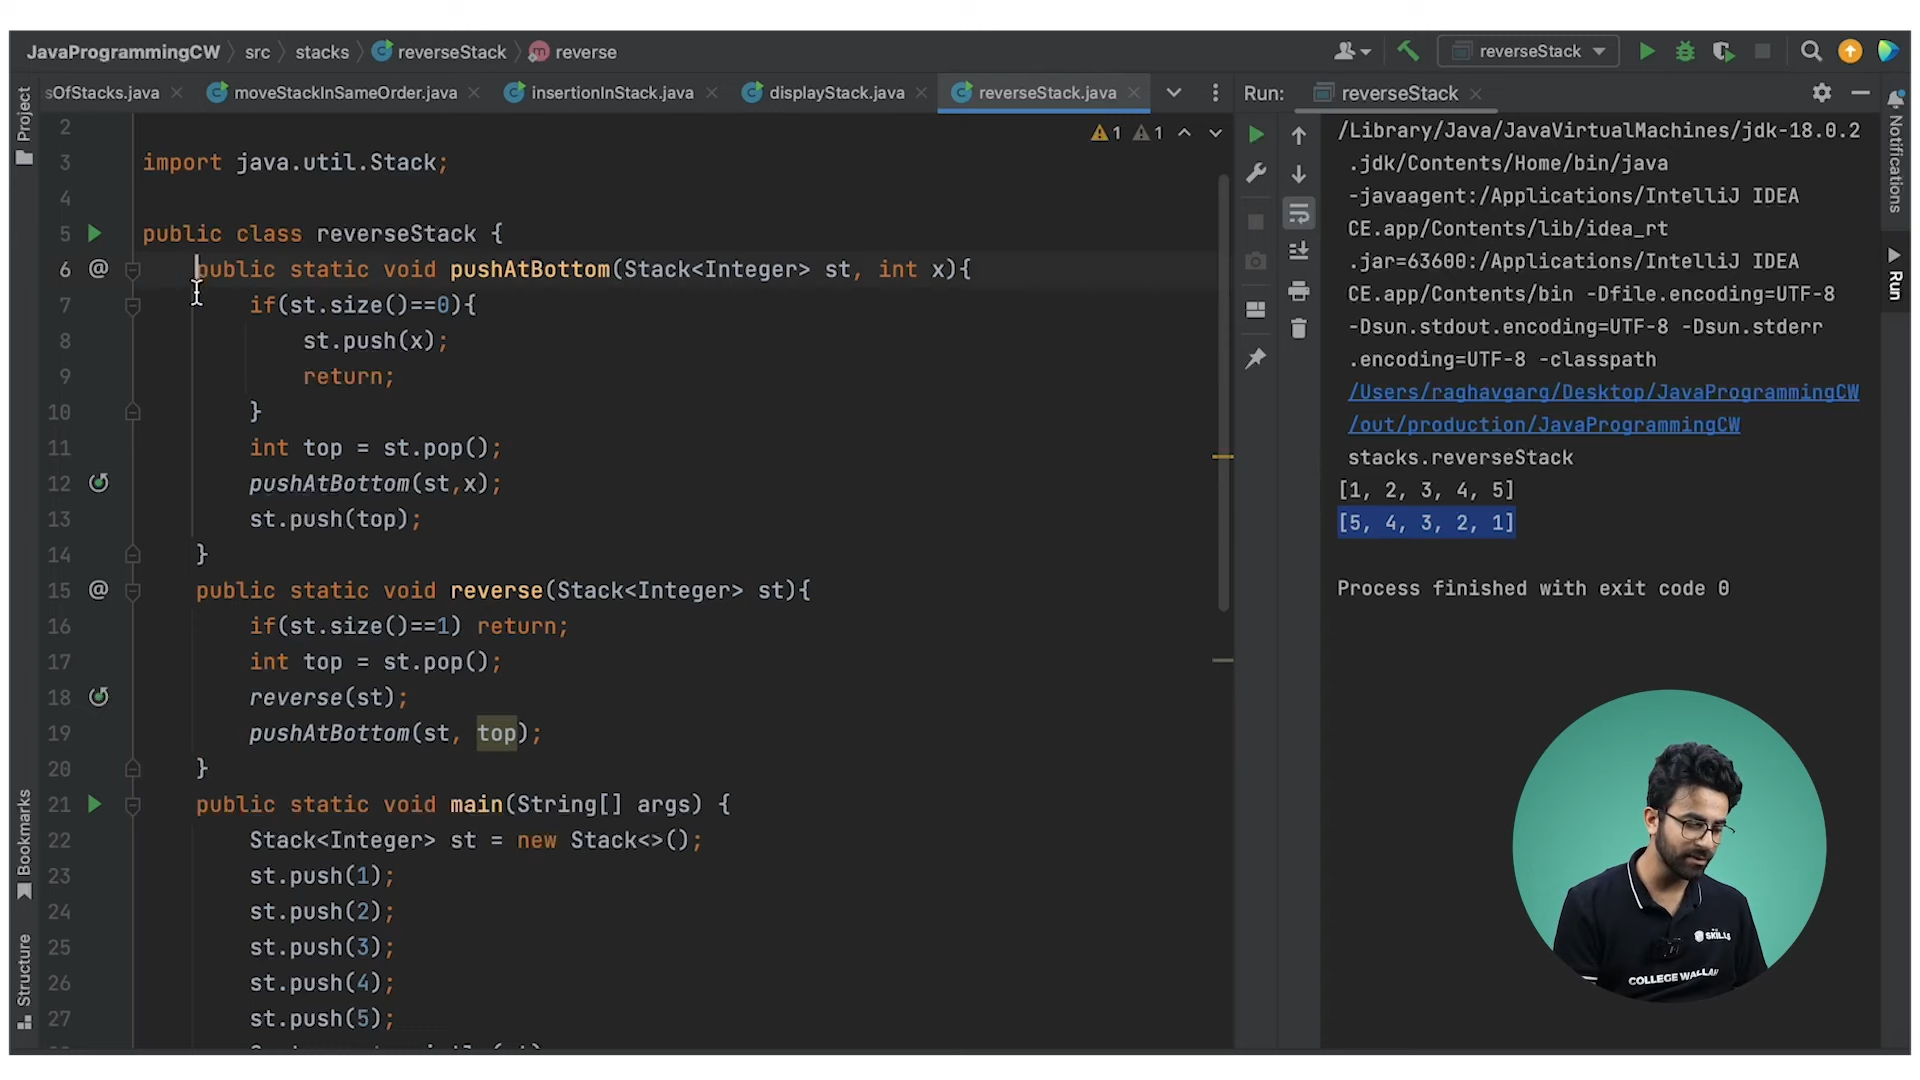 JavaProgrammingCW src stacks reverseStack reverse
reverseStack
sOfStacks.java moveStackInSameOrder.java insertionInStack.java displayStack.java reverseStack.java
Run: reverseStack
Project
1 1
2
3 import java.util.Stack;
4
5 public class reverseStack {
6 @ public static void pushAtBottom(Stack<Integer> st, int x){
7 if(st.size()==0){
8 st.push(x);
9 return;
10 }
11 int top = st.pop();
12 pushAtBottom(st,x);
13 st.push(top);
14 }
15 @ public static void reverse(Stack<Integer> st){
16 if(st.size()==1) return;
17 int top = st.pop();
18 reverse(st);
19 pushAtBottom(st, top);
20 }
21 public static void main(String[] args) {
22 Stack<Integer> st = new Stack<>();
23 st.push(1);
24 st.push(2);
25 st.push(3);
26 st.push(4);
27 st.push(5);
Bookmarks
Structure
/Library/Java/JavaVirtualMachines/jdk-18.0.2
.jdk/Contents/Home/bin/java
-javaagent:/Applications/IntelliJ IDEA
CE.app/Contents/lib/idea_rt
.jar=63600:/Applications/IntelliJ IDEA
CE.app/Contents/bin -Dfile.encoding=UTF-8
-Dsun.stdout.encoding=UTF-8 -Dsun.stderr
.encoding=UTF-8 -classpath
/Users/raghavgarg/Desktop/JavaProgrammingCW
/out/production/JavaProgrammingCW
stacks.reverseStack
[1, 2, 3, 4, 5]
[5, 4, 3, 2, 1]
Process finished with exit code 0
Notifications
Run
SKILLS
COLLEGE WALLAH